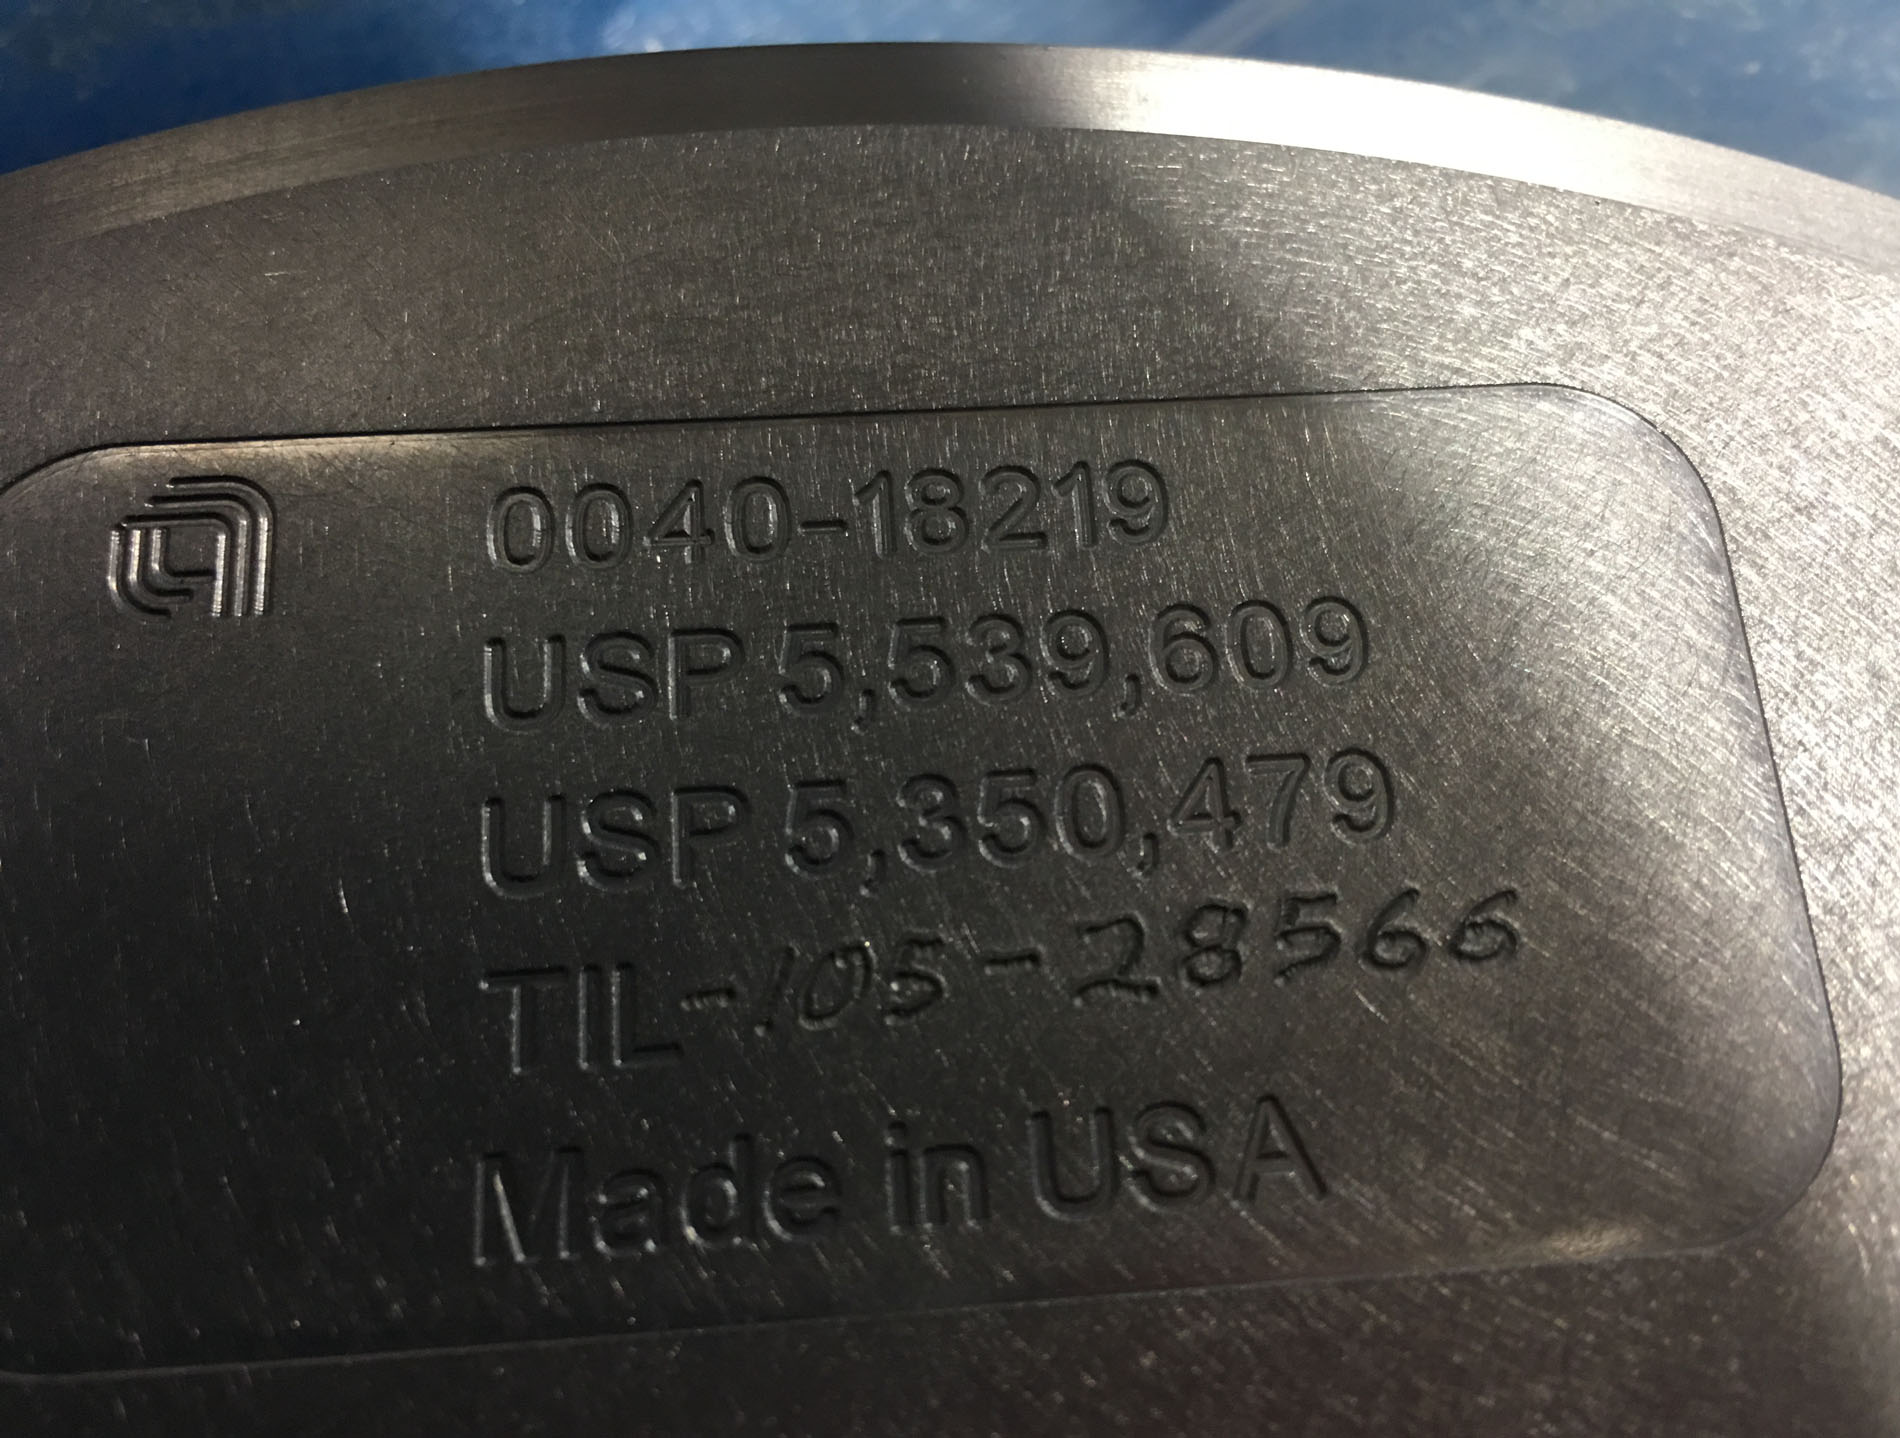 0040-18219
USP 5,539,609
USP 5,350,479
TIL-105-28566
Made in USA